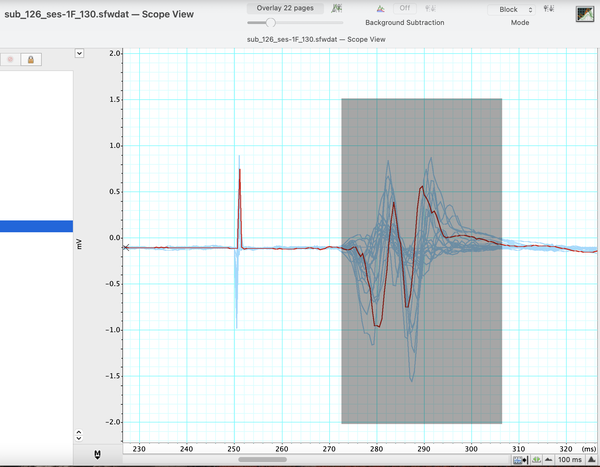 sub_126_ses-1F_130.sfwdat — Scope View
Overlay 22 pages
Off
Block
Background Subtraction
Mode
sub_126_ses-1F_130.sfwdat — Scope View
2.0
1.5
1.0
0.5
0.0
mV
-0.5
-1.0
-1.5
-2.0
230
240
250
260
270
280
290
300
310
320
(ms)
100 ms